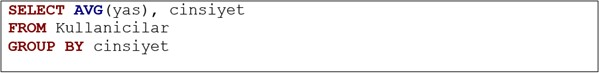 SELECT AVG(yas), cinsiyet
FROM Kullanicilar
GROUP BY cinsiyet